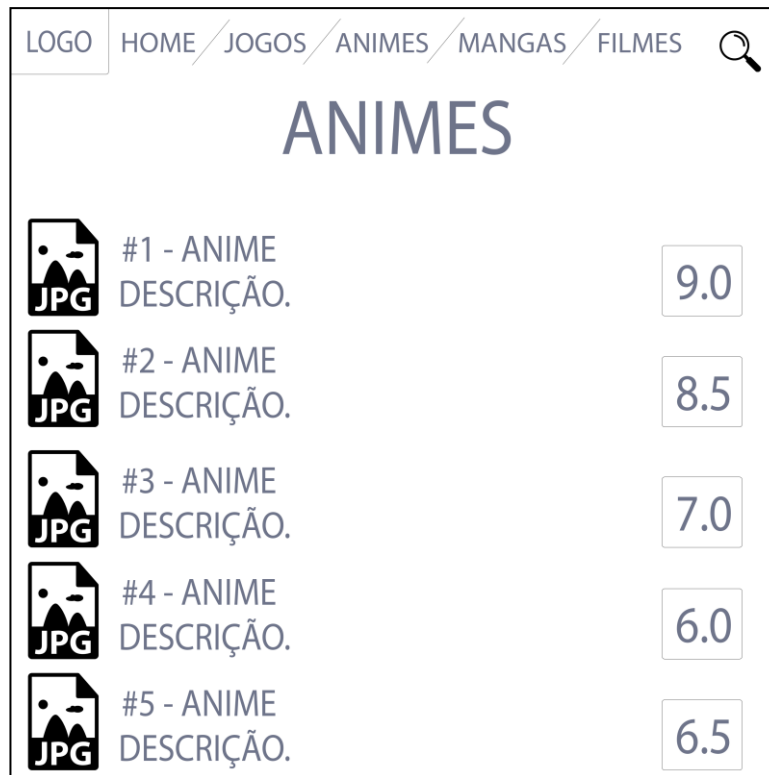 LOGO HOME JOGOS ANIMES MANGAS FILMES
ANIMES
#1 - ANIME
DESCRIÇÃO.
9.0
JPG
#2 - ANIME
DESCRIÇÃO.
8.5
JPG
#3 - ANIME
DESCRIÇÃO.
7.0
JPG
#4 - ANIME
DESCRIÇÃO.
6.0
JPG
#5 - ANIME
DESCRIÇÃO.
6.5
JPG